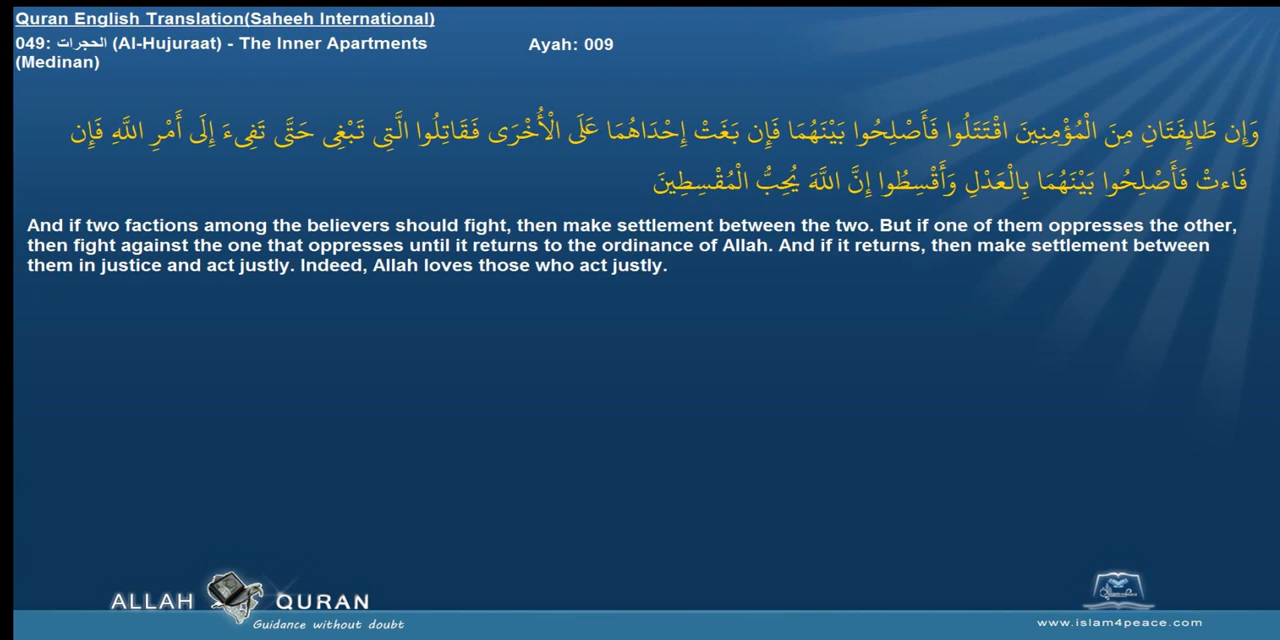 Quran English Translation(Saheeh International)
049: الحجرات (Al-Hujuraat) - The Inner Apartments
(Medinan)
Ayah: 009
وَإِن طَايِفَتَانِ مِنَ الْمُؤْمِنِينَ اقْتَتَلُوا فَأَصْلِحُوا بَيْنَهُمَا فَإِن بَغَتْ إِحْدَاهُمَا عَلَى الْأُخْرَى فَقَاتِلُوا الَّتِي تَبْغِي حَتَّى تَفِيءَ إِلَى أَمْرِ اللَّهِ فَإِن
فَاءتْ فَأَصْلِحُوا بَيْنَهُمَا بِالْعَدْلِ وَأَقْسِطُوا إِنَّ اللَّهَ يُحِبُّ الْمُقْسِطِينَ
And if two factions among the believers should fight, then make settlement between the two. But if one of them oppresses the other,
then fight against the one that oppresses until it returns to the ordinance of Allah. And if it returns, then make settlement between
them in justice and act justly. Indeed, Allah loves those who act justly.
ALLAH QURAN
Guidance without doubt
www.islam4peace.com